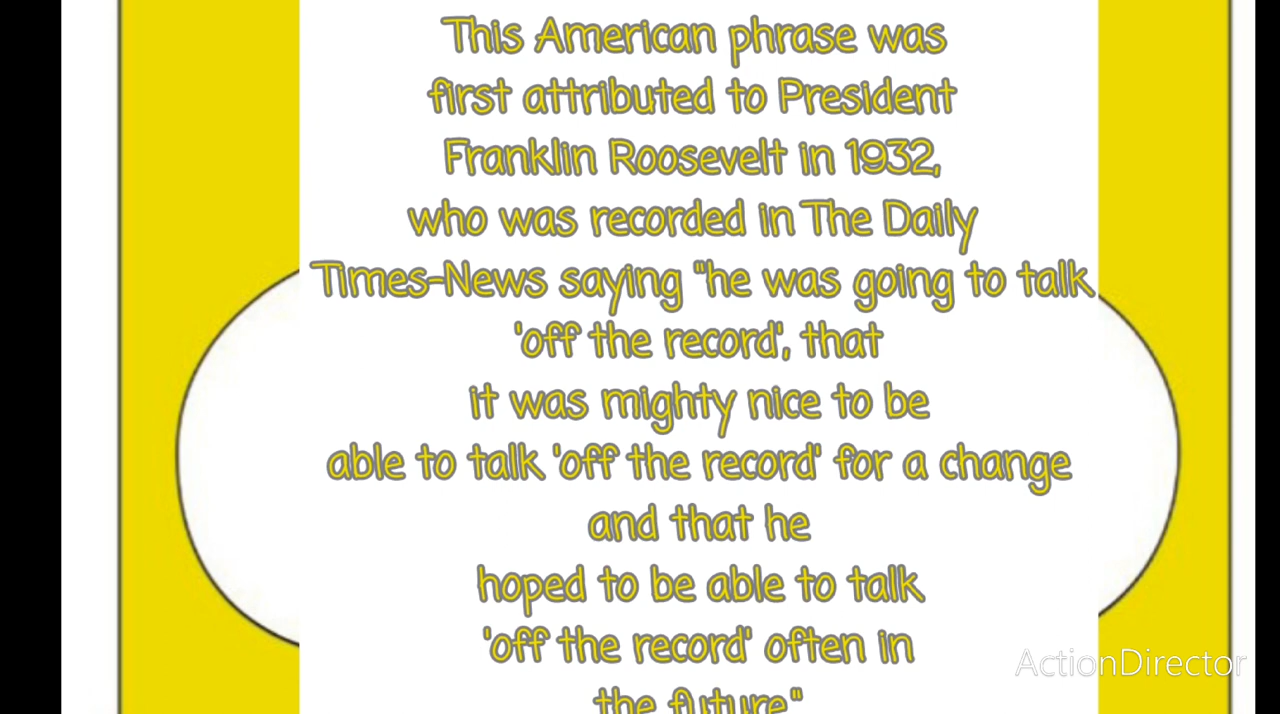 This American phrase was
first attributed to President
Franklin Roosevelt in 1932,
who was recorded in The Daily
Times-News saying "he was going to talk
'off the record', that
it was mighty nice to be
able to talk 'off the record' for a change
and that he
hoped to be able to talk
'off the record' often in
the future"
ActionDirector